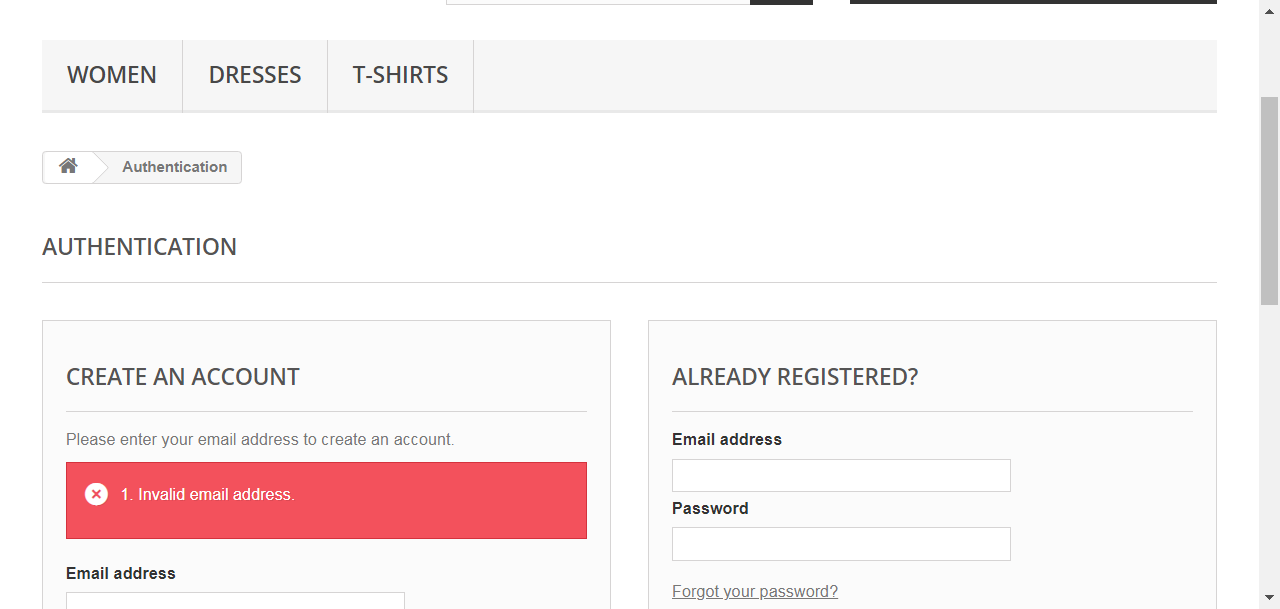 WOMEN
DRESSES
T-SHIRTS
Authentication
AUTHENTICATION
CREATE AN ACCOUNT
Please enter your email address to create an account.
1. Invalid email address.
Email address
ALREADY REGISTERED?
Email address
Password
Forgot your password?